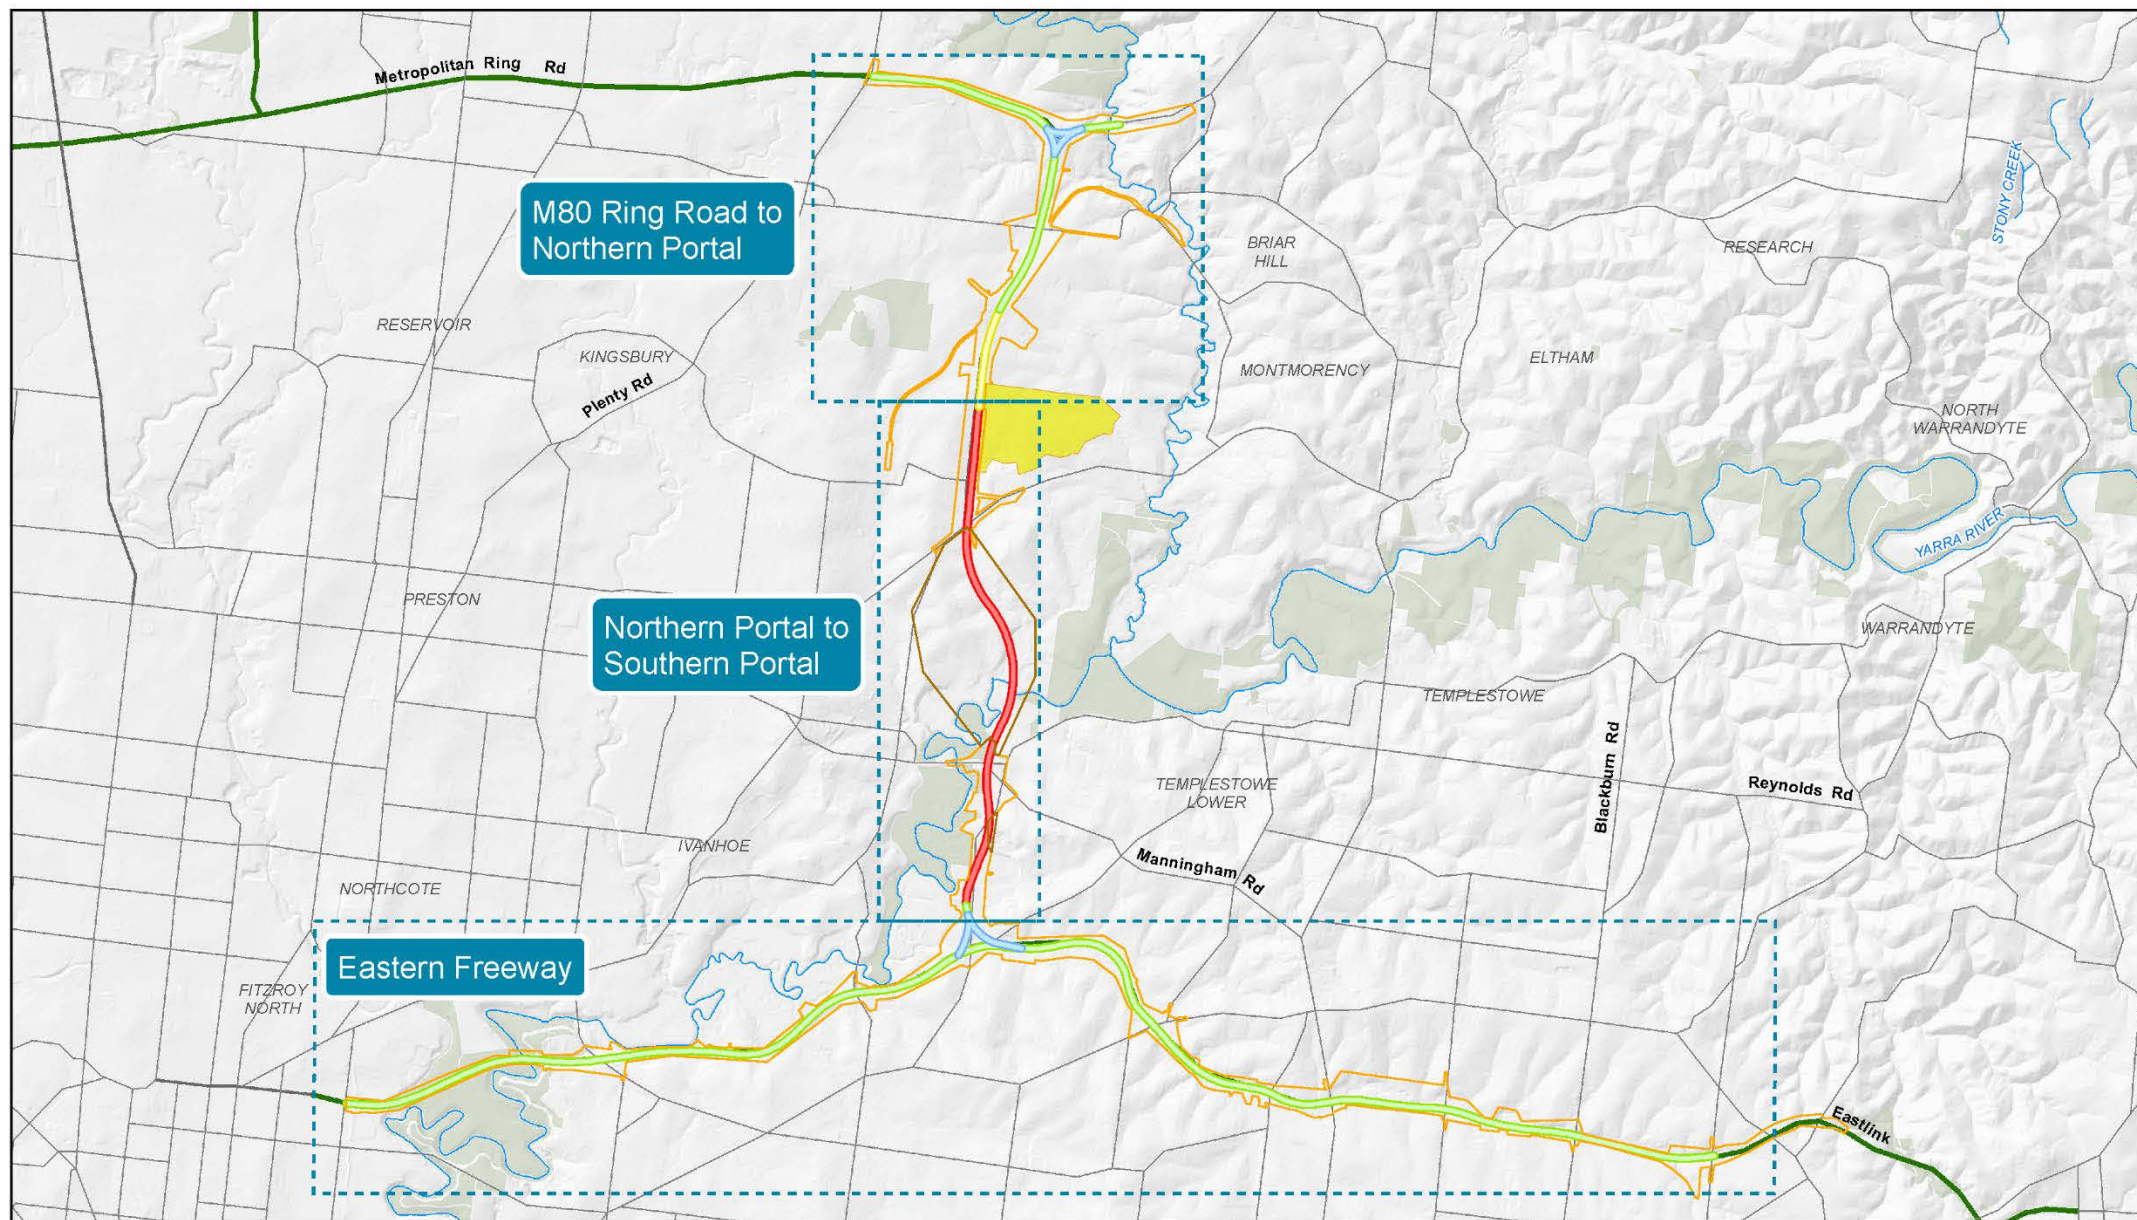 Metropolitan Ring Rd
M80 Ring Road to
Northern Portal
STONY CREEK
BRIAR
HILL
RESEARCH
RESERVOIR
KINGSBURY
Plenty Rd
MONTMORENCY
ELTHAM
NORTH
WARRANDYTE
YARRA RIVER
PRESTON
Northern Portal to
Southern Portal
WARRANDYTE
TEMPLESTOWE
Blackburn Rd
Reynolds Rd
TEMPLESTOWE
LOWER
IVANHOE
Manningham Rd
NORTHCOTE
Eastern Freeway
FITZROY
NORTH
Eastlink